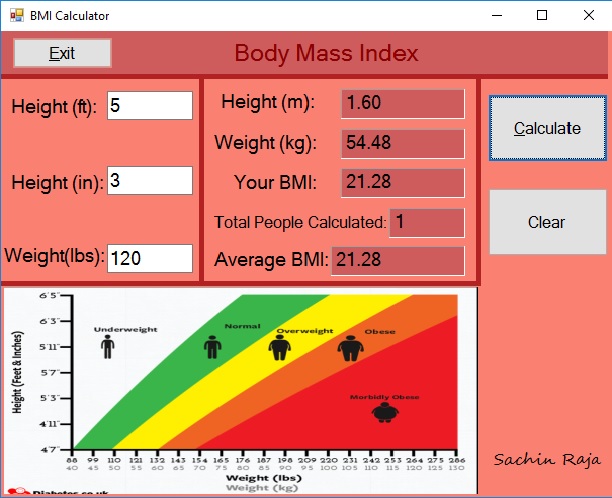 BMI Calculator
Exit
Body Mass Index
Height (ft):
5
Height (in):
3
Weight(lbs):
120
Height (m):
1.60
Weight (kg):
54.48
Your BMI:
21.28
Total People Calculated:
1
Average BMI:
21.28
Calculate
Clear
Height (Feet & Inches)
6'5"
6'3"
5'11"
5'7"
5'3"
4'11"
4'7"
Underweight
Normal
Overweight
Obese
Morbidly Obese
88 99 110 121 132 143 154 165 176 187 198 209 220 231 242 253 265 276 286
40 45 50 55 60 65 70 75 80 85 90 95 100 105 110 115 120 125 130
Weight (lbs)
Weight (kg)
Diabetes.co.uk
Sachin Raja